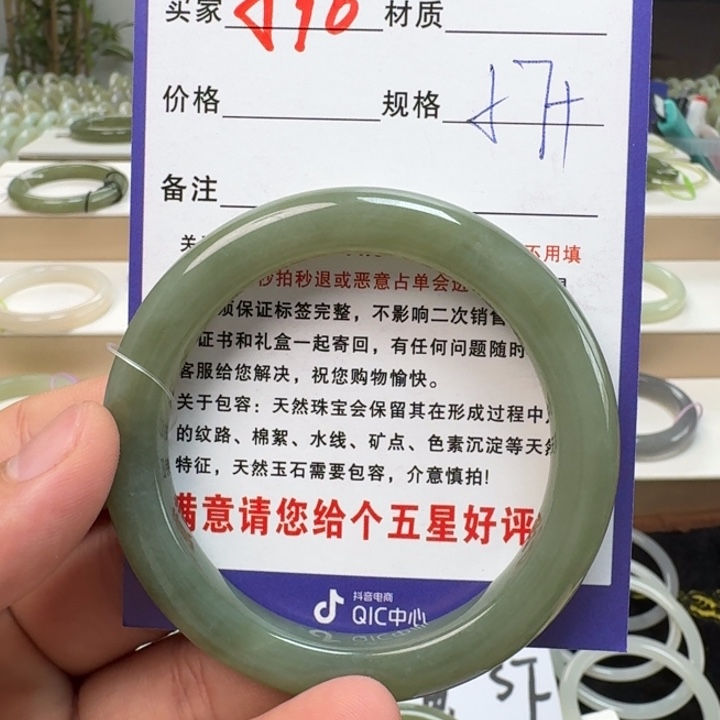 买家 材质
价格 规格 57+
备注
关 不用填
秒拍秒退或恶意占单会
须保证标签完整，不影响二次销售
证书和礼盒一起寄回，有任何问题随时
客服给您解决，祝您购物愉快。
关于包容：天然珠宝会保留其在形成过程中
的纹路、棉絮、水线、矿点、色素沉淀等天然
特征，天然玉石需要包容，介意慎拍!
满意请您给个五星好评
抖音电商
QIC中心